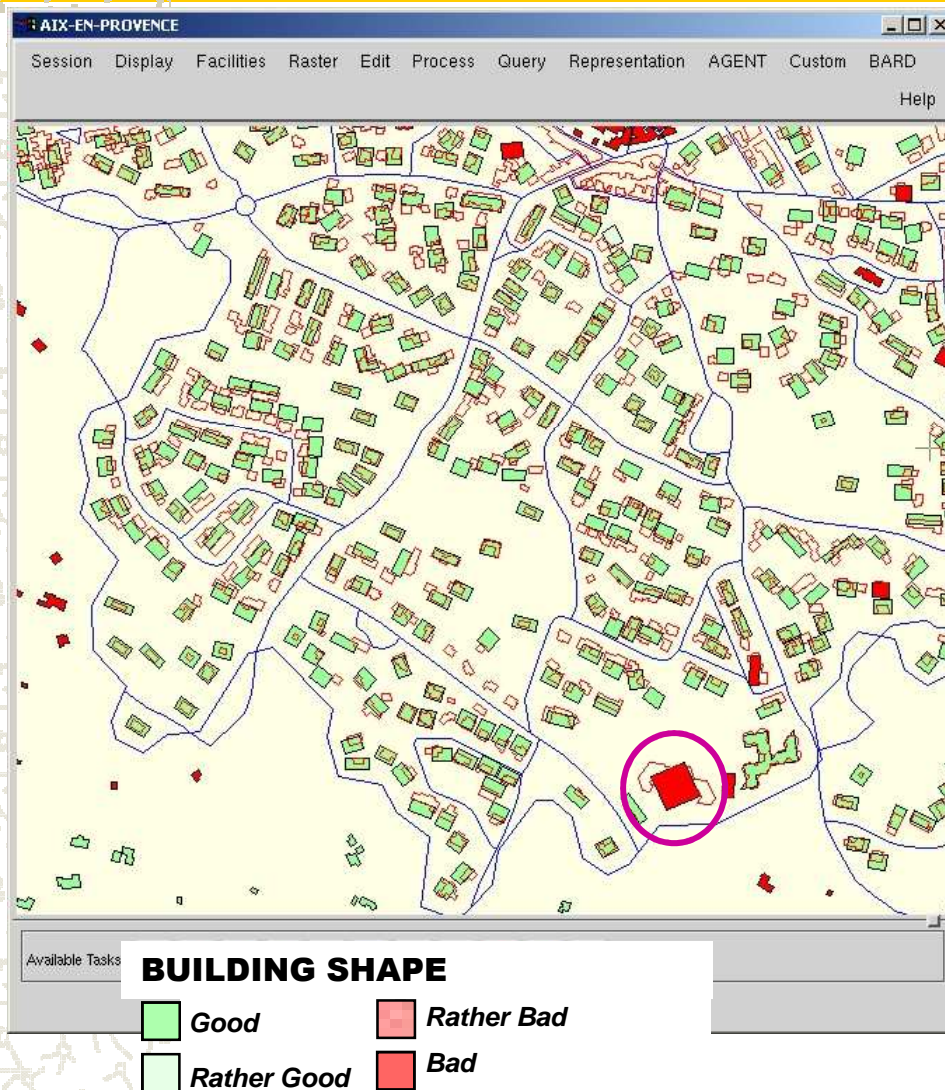 AIX-EN-PROVENCE
Session Display Facilities Raster Edit Process Query Representation AGENT Custom BARD
Help
Available Tasks
BUILDING SHAPE
Good Rather Bad
Rather Good Bad